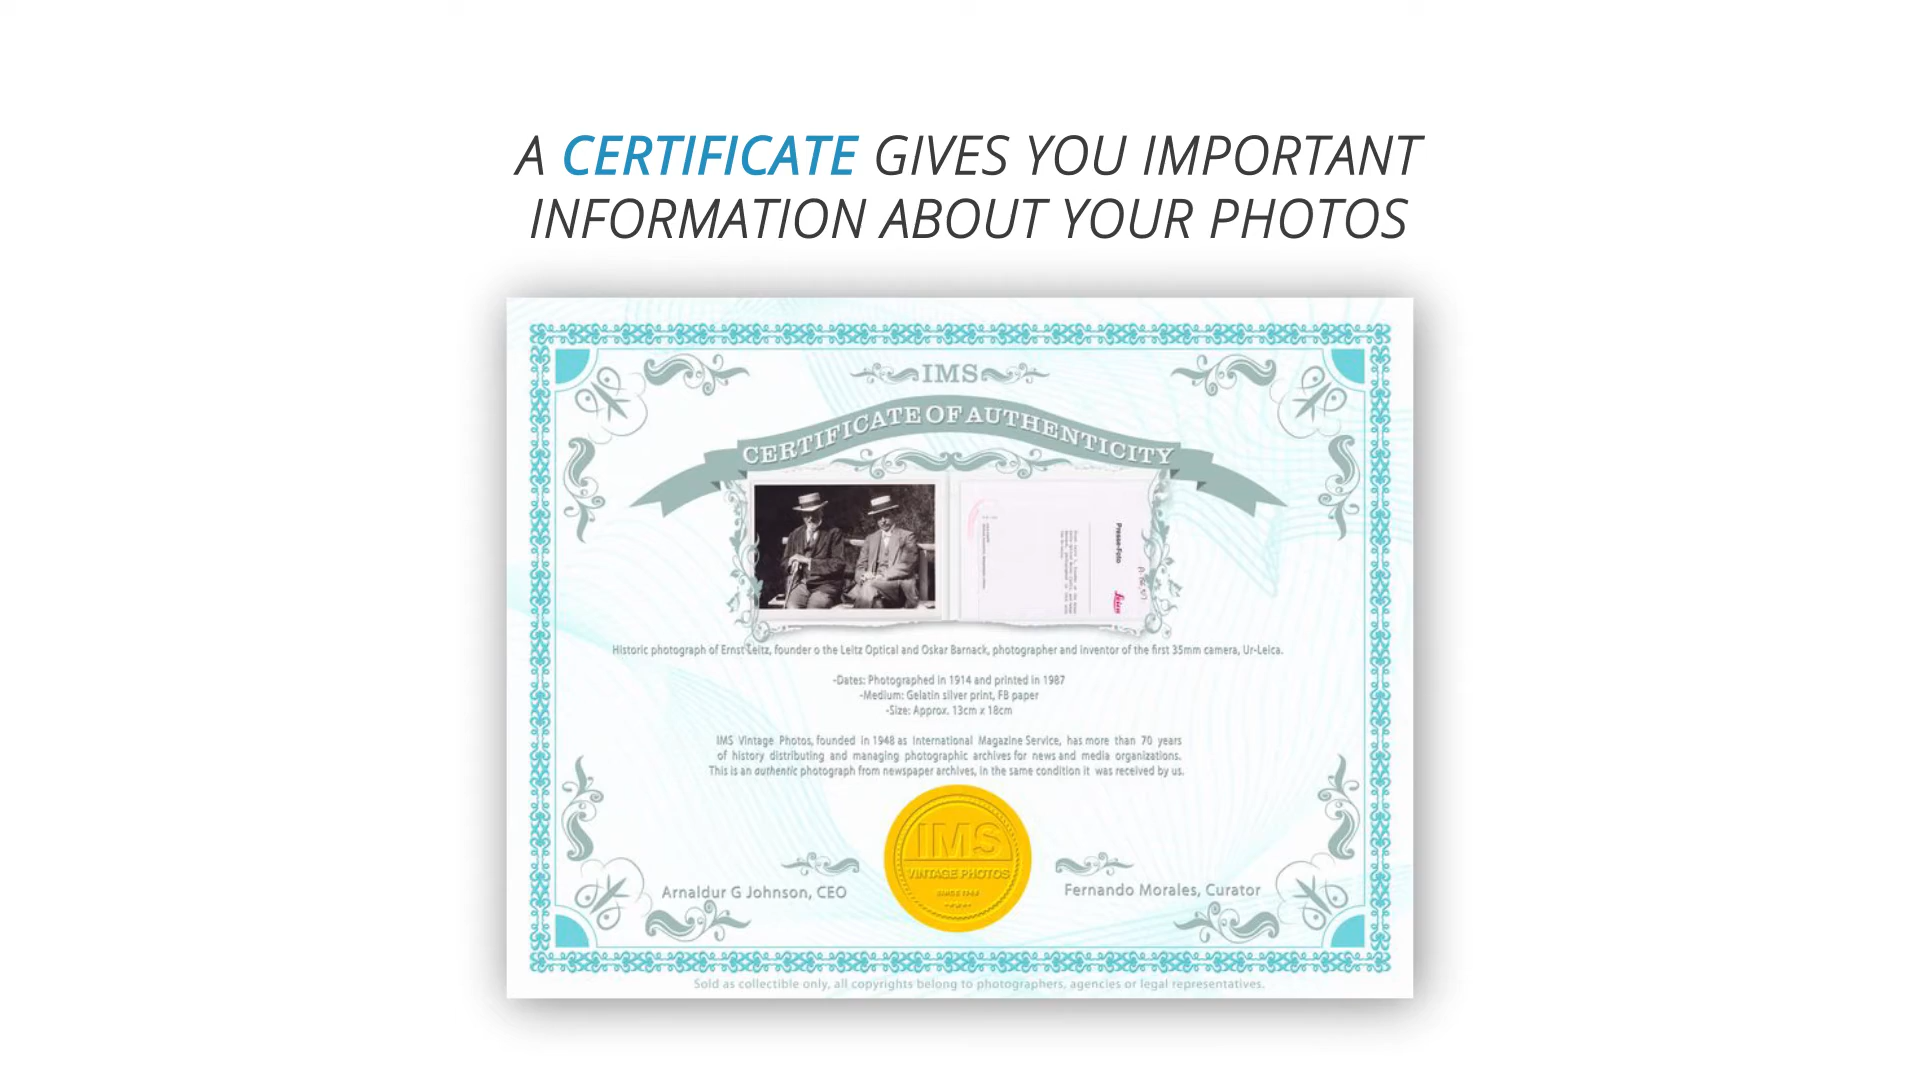 A CERTIFICATE GIVES YOU IMPORTANT
INFORMATION ABOUT YOUR PHOTOS
IMS
CERTIFICATE OF AUTHENTICITY
Presse-Foto
Leica
Historic photograph of Ernst Leitz, founder o the Leitz Optical and Oskar Barnack, photographer and inventor of the first 35mm camera, Ur-Leica.
-Dates: Photographed in 1914 and printed in 1987
-Medium: Gelatin silver print, FB paper
-Size: Approx. 13cm x 18cm
IMS Vintage Photos, founded in 1948 as International Magazine Service, has more than 70 years
of history distributing and managing photographic archives for news and media organizations.
This is an authentic photograph from newspaper archives, in the same condition it was received by us.
IMS
VINTAGE PHOTOS
SINCE 1948
Arnaldur G Johnson, CEO
Fernando Morales, Curator
Sold as collectible only, all copyrights belong to photographers, agencies or legal representatives.